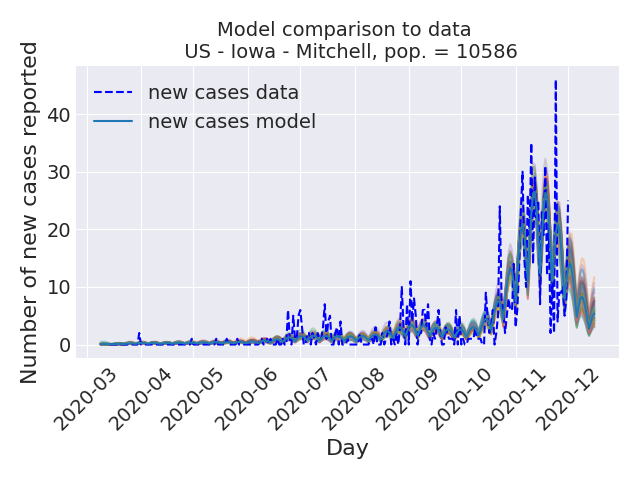 Model comparison to data
US - Iowa - Mitchell, pop. = 10586
Number of new cases reported
new cases data
new cases model
40
30
20
10
0
2020-03
2020-04
2020-05
2020-06
2020-07
2020-08
2020-09
2020-10
2020-11
2020-12
Day